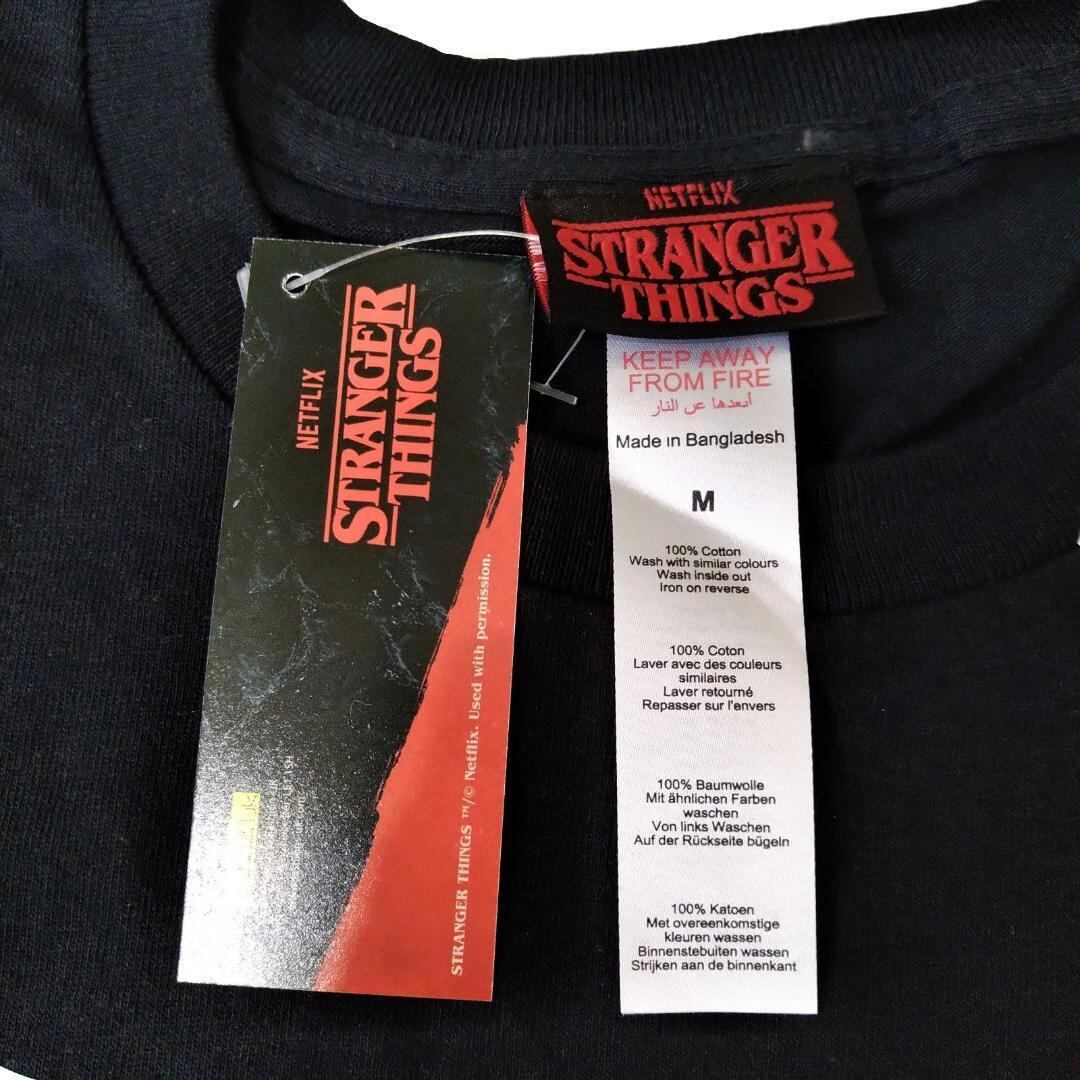 NETFLIX
STRANGER
THINGS
STRANGER THINGS ™/© Netflix. Used with permission.
NETFLIX
STRANGER
THINGS
KEEP AWAY
FROM FIRE
أبعدها عن النار
Made in Bangladesh
M
100% Cotton
Wash with similar colours
Wash inside out
Iron on reverse
100% Coton
Laver avec des couleurs
similaires
Laver retourné
Repasser sur l'envers
100% Baumwolle
Mit ähnlichen Farben
waschen
Von links Waschen
Auf der Rückseite bügeln
100% Katoen
Met overeenkomstige
kleuren wassen
Binnenstebuiten wassen
Strijken aan de binnenkant